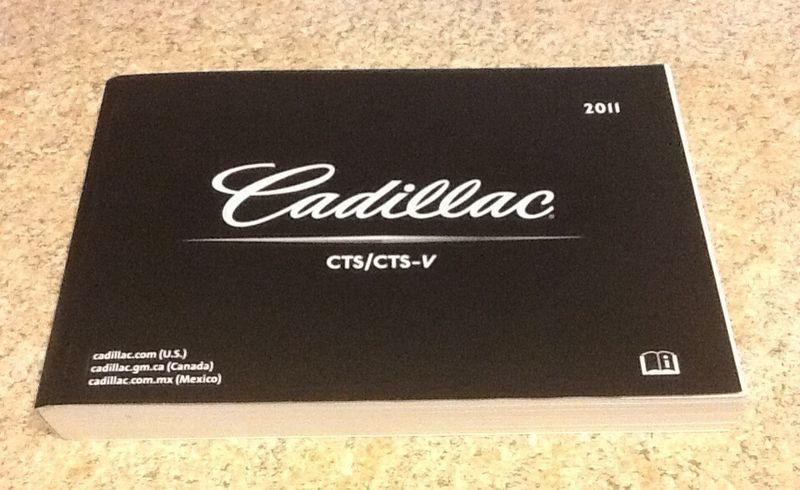 2011
Cadillac®
CTS/CTS-V
cadillac.com (U.S.)
cadillac.gm.ca (Canada)
cadillac.com.mx (Mexico)
i